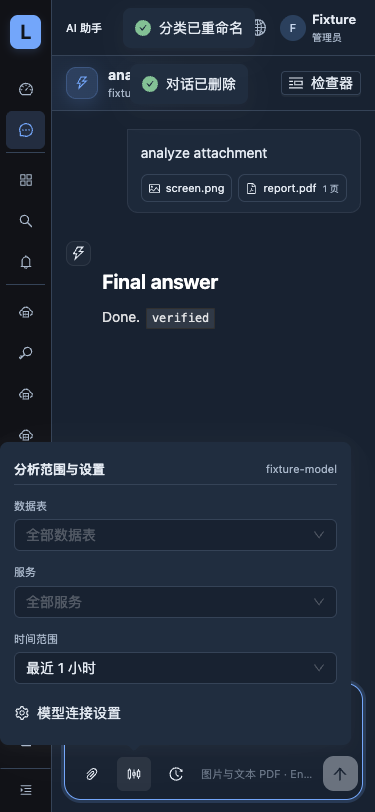 L
AI 助手
分类已重命名
F
Fixture
管理员
ana
fixtu
对话已删除
检查器
analyze attachment
screen.png
report.pdf 1 页
Final answer
Done. verified
分析范围与设置
fixture-model
数据表
全部数据表
服务
全部服务
时间范围
最近 1 小时
模型连接设置
图片与文本 PDF · En...